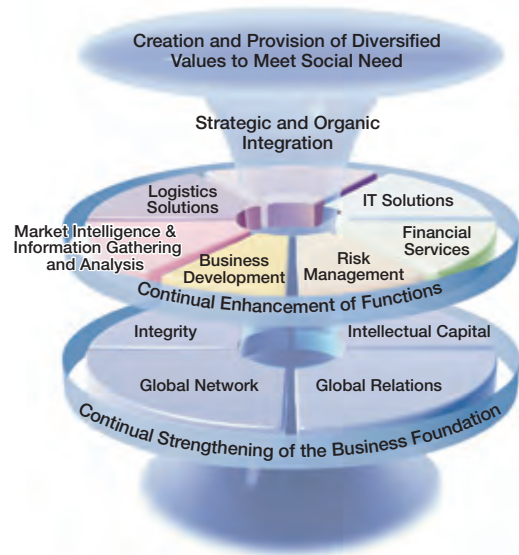 Creation and Provision of Diversified
Values to Meet Social Need
Strategic and Organic
Integration
Logistics
Solutions
IT Solutions
Market Intelligence &
Information Gathering
and Analysis
Financial
Services
Business
Development
Risk
Management
Continual Enhancement of Functions
Integrity
Intellectual Capital
Global Network
Global Relations
Continual Strengthening of the Business Foundation